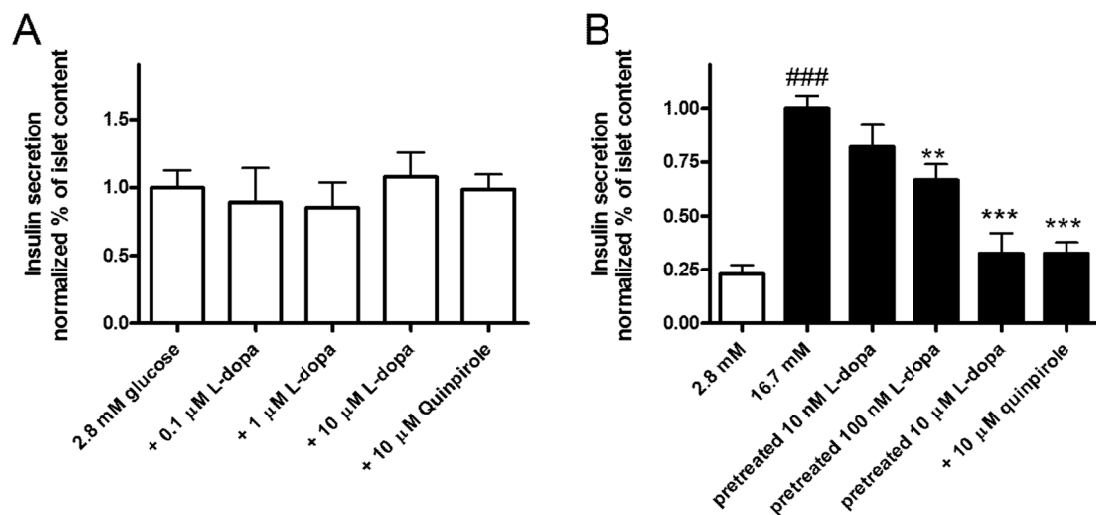 A
Insulin secretion
normalized % of islet content
1.5
1.0
0.5
0.0
2.8 mM glucose
+ 0.1 μM L-dopa
+ 1 μM L-dopa
+ 10 μM L-dopa
+ 10 μM Quinpirole
B
Insulin secretion
normalized % of islet content
1.00
0.75
0.50
0.25
0.00
###
**
***
***
2.8 mM
16.7 mM
pretreated 10 nM L-dopa
pretreated 100 nM L-dopa
pretreated 10 μM L-dopa
+ 10 μM quinpirole